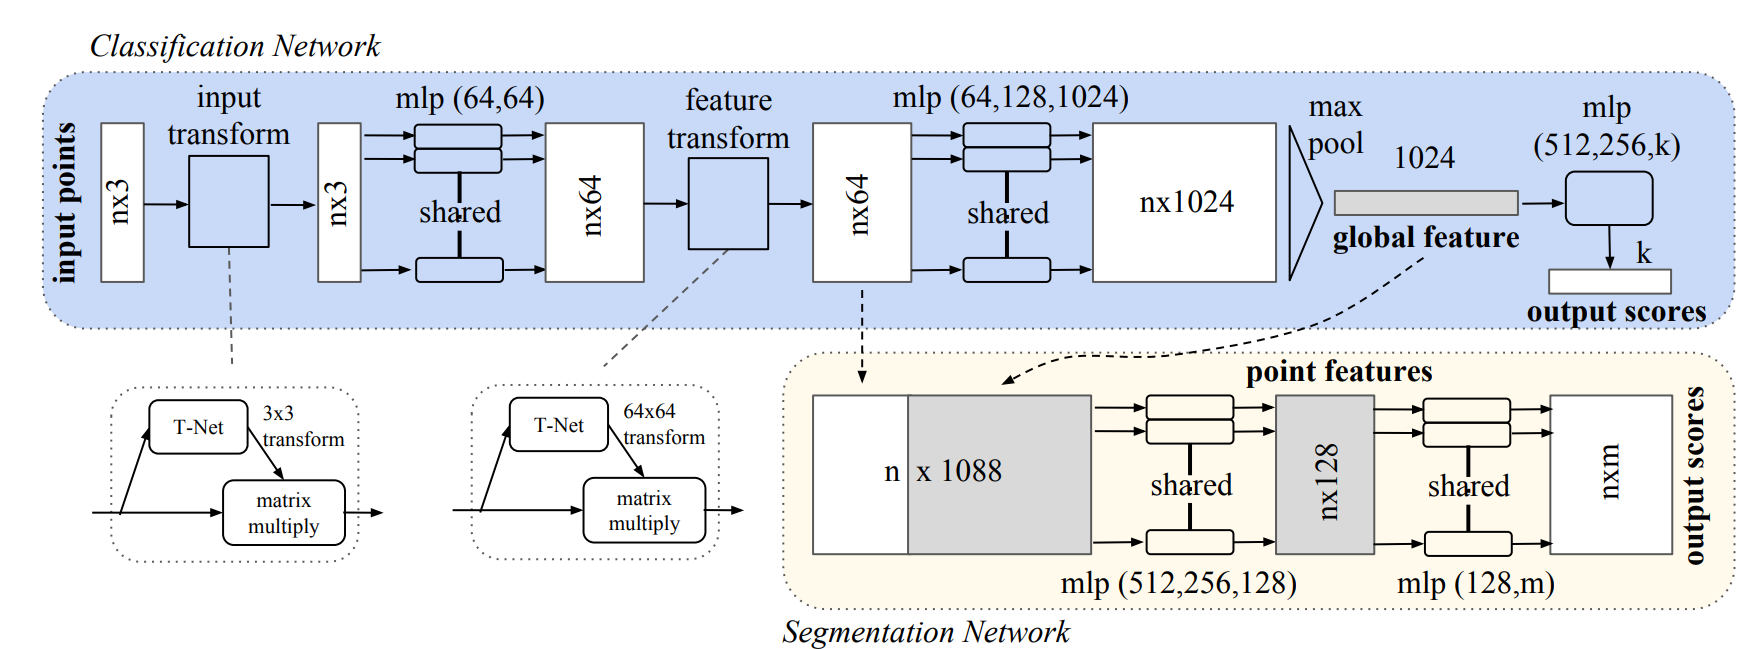 Classification Network
input points
nx3
input
transform
nx3
mlp (64,64)
shared
nx64
feature
transform
nx64
mlp (64,128,1024)
shared
nx1024
max
pool
1024
global feature
mlp
(512,256,k)
k
output scores
T-Net
3x3
transform
matrix
multiply
T-Net
64x64
transform
matrix
multiply
point features
n x 1088
shared
mlp (512,256,128)
nx128
shared
mlp (128,m)
nxm
output scores
Segmentation Network